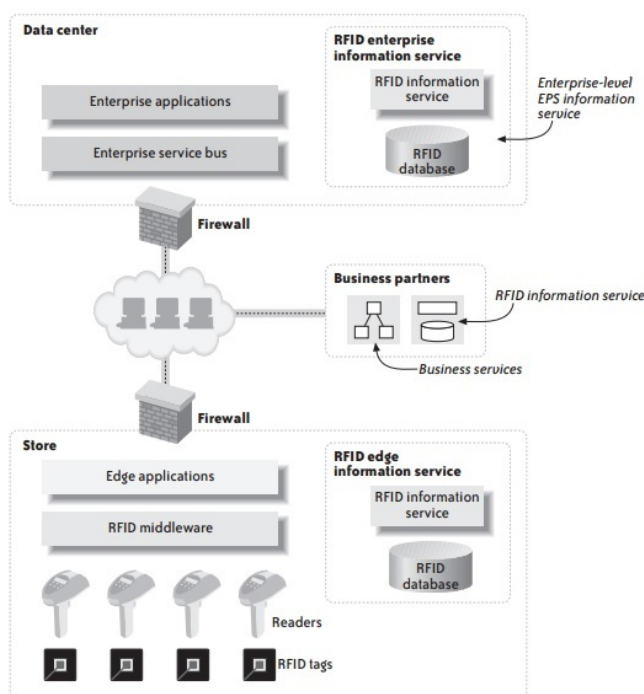 Data center
RFID enterprise
information service
Enterprise applications
RFID information
service
Enterprise-level
EPS information
service
Enterprise service bus
RFID
database
Firewall
Business partners
RFID information service
Business services
Firewall
Store
RFID edge
information service
Edge applications
RFID information
service
RFID middleware
RFID
database
Readers
RFID tags